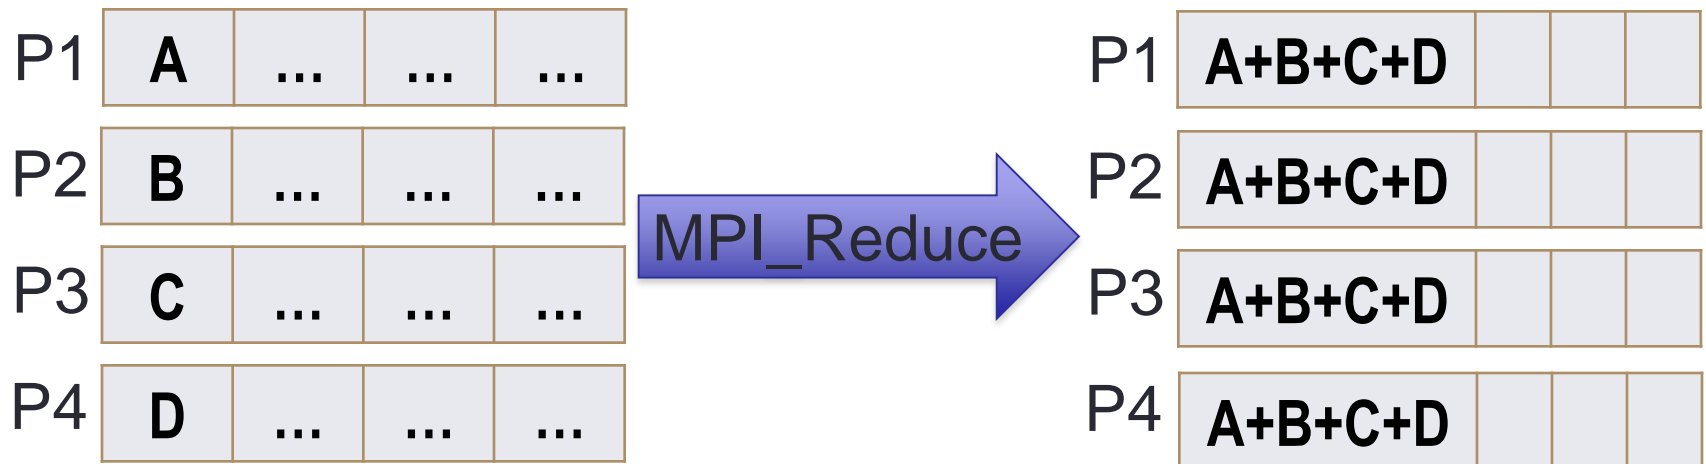 P1 A ... ... ... P1 A+B+C+D
P2 B ... ... ... P2 A+B+C+D
MPI_Reduce
P3 C ... ... ... P3 A+B+C+D
P4 D ... ... ... P4 A+B+C+D